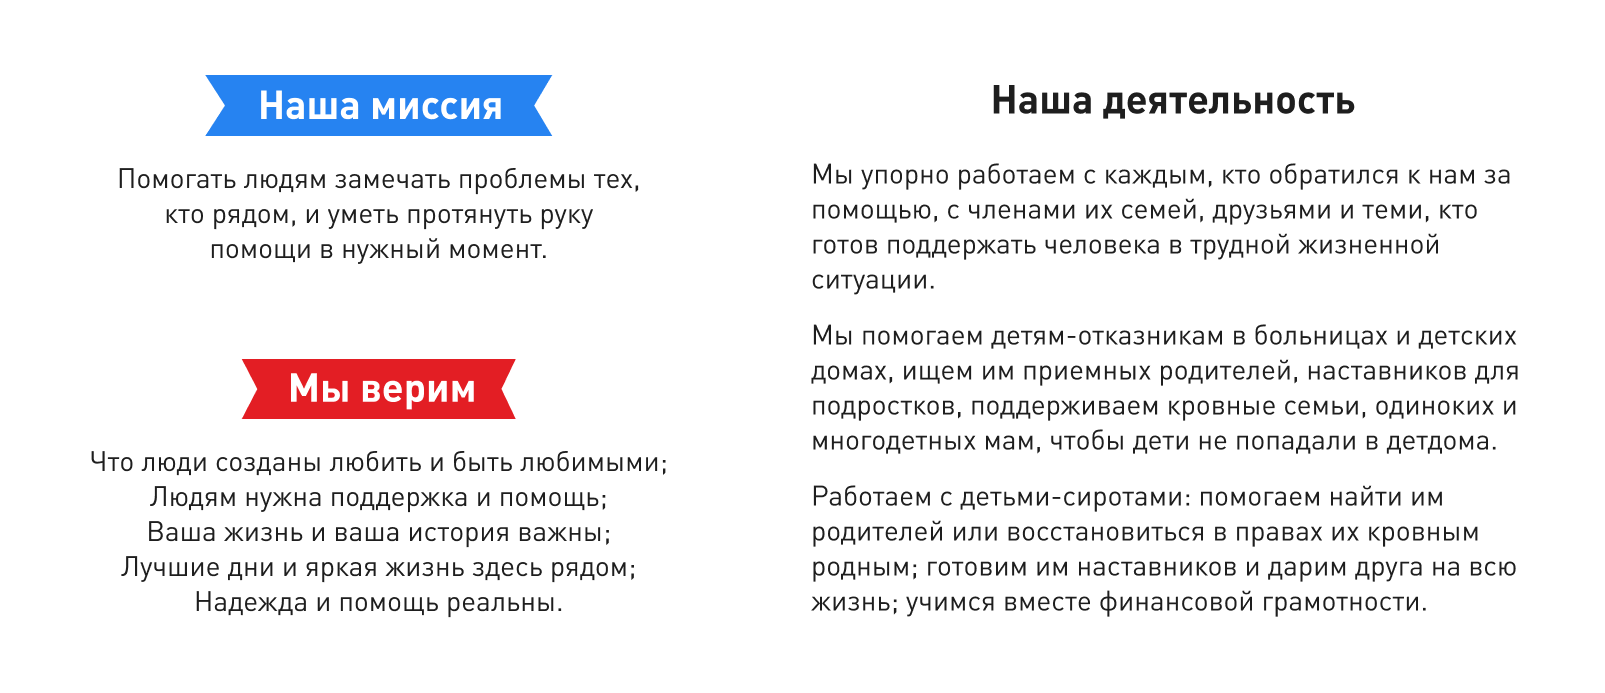 Наша миссия
Помогать людям замечать проблемы тех,
кто рядом, и уметь протянуть руку
помощи в нужный момент.
Мы верим
Что люди созданы любить и быть любимыми;
Людям нужна поддержка и помощь;
Ваша жизнь и ваша история важны;
Лучшие дни и яркая жизнь здесь рядом;
Надежда и помощь реальны.
Наша деятельность
Мы упорно работаем с каждым, кто обратился к нам за
помощью, с членами их семей, друзьями и теми, кто
готов поддержать человека в трудной жизненной
ситуации.
Мы помогаем детям-отказникам в больницах и детских
домах, ищем им приемных родителей, наставников для
подростков, поддерживаем кровные семьи, одиноких и
многодетных мам, чтобы дети не попадали в детдома.
Работаем с детьми-сиротами: помогаем найти им
родителей или восстановиться в правах их кровным
родным; готовим им наставников и дарим друга на всю
жизнь; учимся вместе финансовой грамотности.